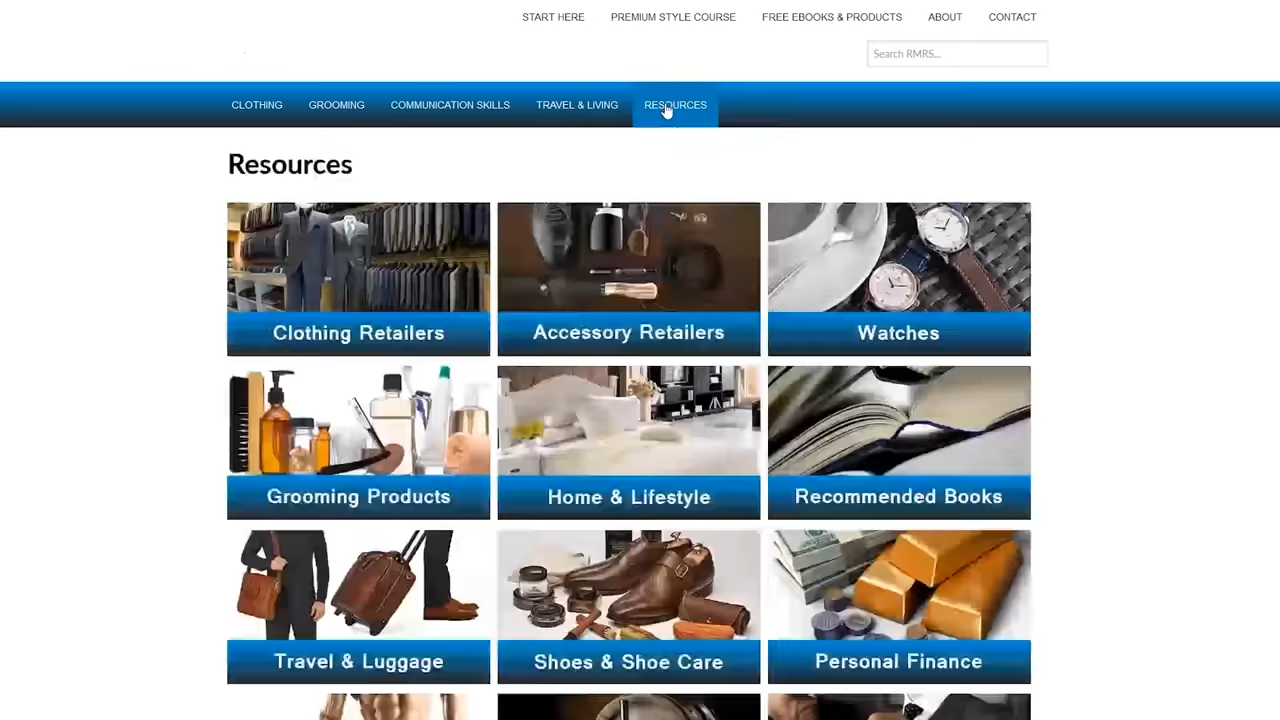 START HERE PREMIUM STYLE COURSE FREE EBOOKS & PRODUCTS ABOUT CONTACT
Search RMRS...
CLOTHING GROOMING COMMUNICATION SKILLS TRAVEL & LIVING RESOURCES
Resources
Clothing Retailers Accessory Retailers Watches
Grooming Products Home & Lifestyle Recommended Books
Travel & Luggage Shoes & Shoe Care Personal Finance